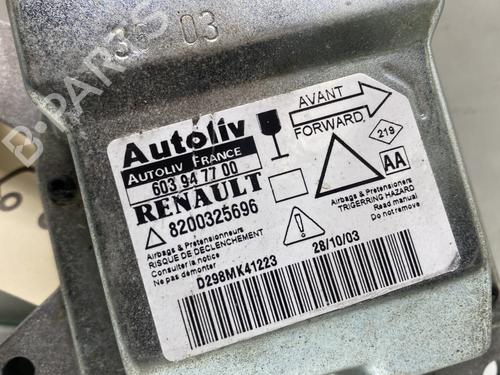 36 03
B-PARTS
Autoliv
AUTOLIV FRANCE
603 94 77 00
RENAULT
8200325696
Airbags & Pretensionneurs
RISQUE DE DECLENCHEMENT
Consulter la notice
Ne pas demonter
D298MK41223
AVANT
FORWARD
219
AA
Airbags & Pretensioners
TRIGERRING HAZARD
Read manual
Do not dismantle
28/10/03